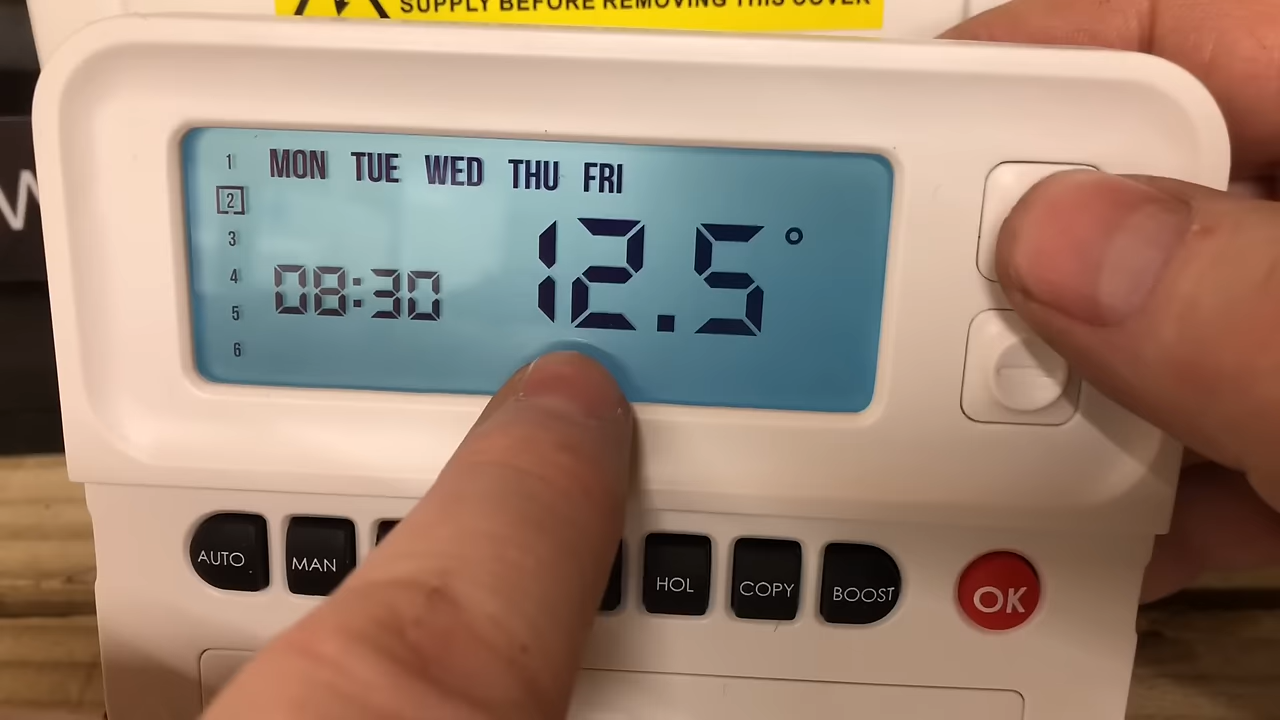 SUPPLY BEFORE REMOVING THIS COVER
1 MON TUE WED THU FRI
2
3
4
5
6
08:30 12.5°
AUTO MAN HOL COPY BOOST OK